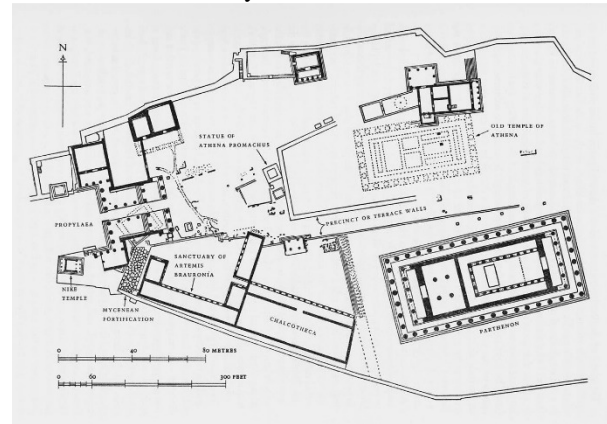 N
STATUE OF
ATHENA PROMACHUS
OLD TEMPLE OF
ATHENA
PROPYLAEA
PRECINCT OR TERRACE WALLS
SANCTUARY OF
ARTEMIS
BRAURONIA
NIKE
TEMPLE
MYCENEAN
FORTIFICATION
CHALCOTHECA
PARTHENON
0 40 80 METRES
0 60 300 FEET